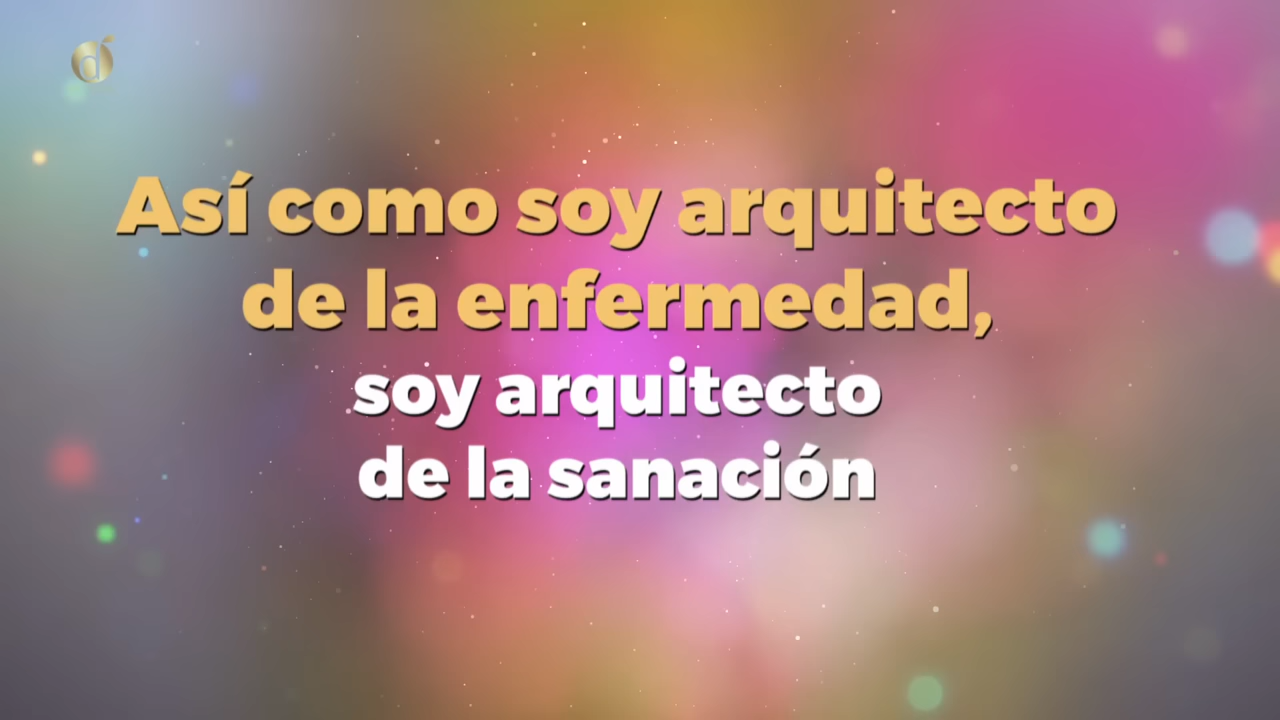 Así como soy arquitecto
de la enfermedad,
soy arquitecto
de la sanación